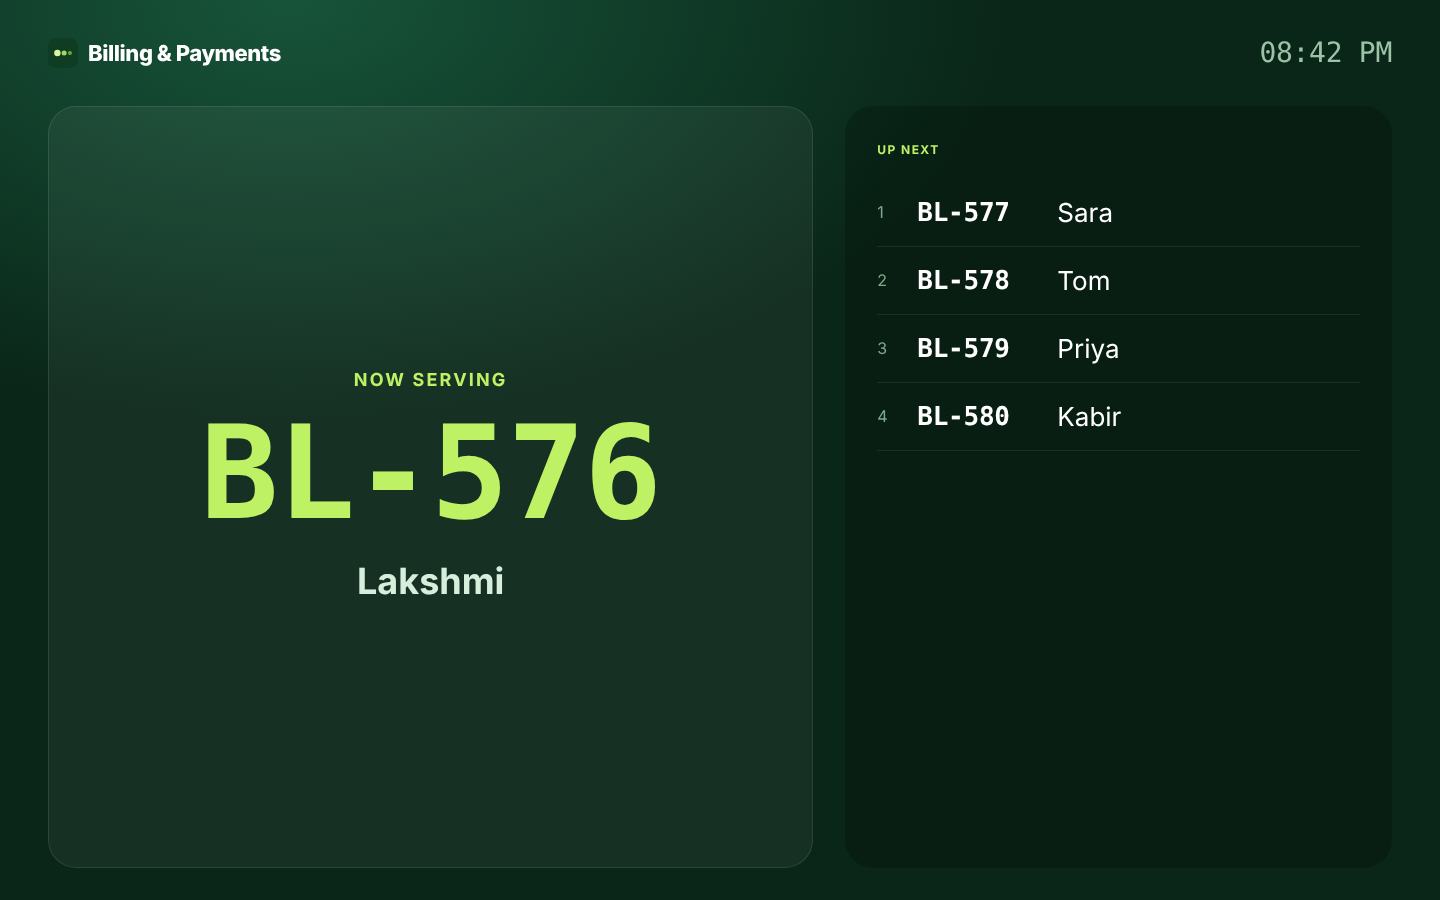 Billing & Payments
08:42 PM
NOW SERVING
BL-576
Lakshmi
UP NEXT
1 BL-577 Sara
2 BL-578 Tom
3 BL-579 Priya
4 BL-580 Kabir